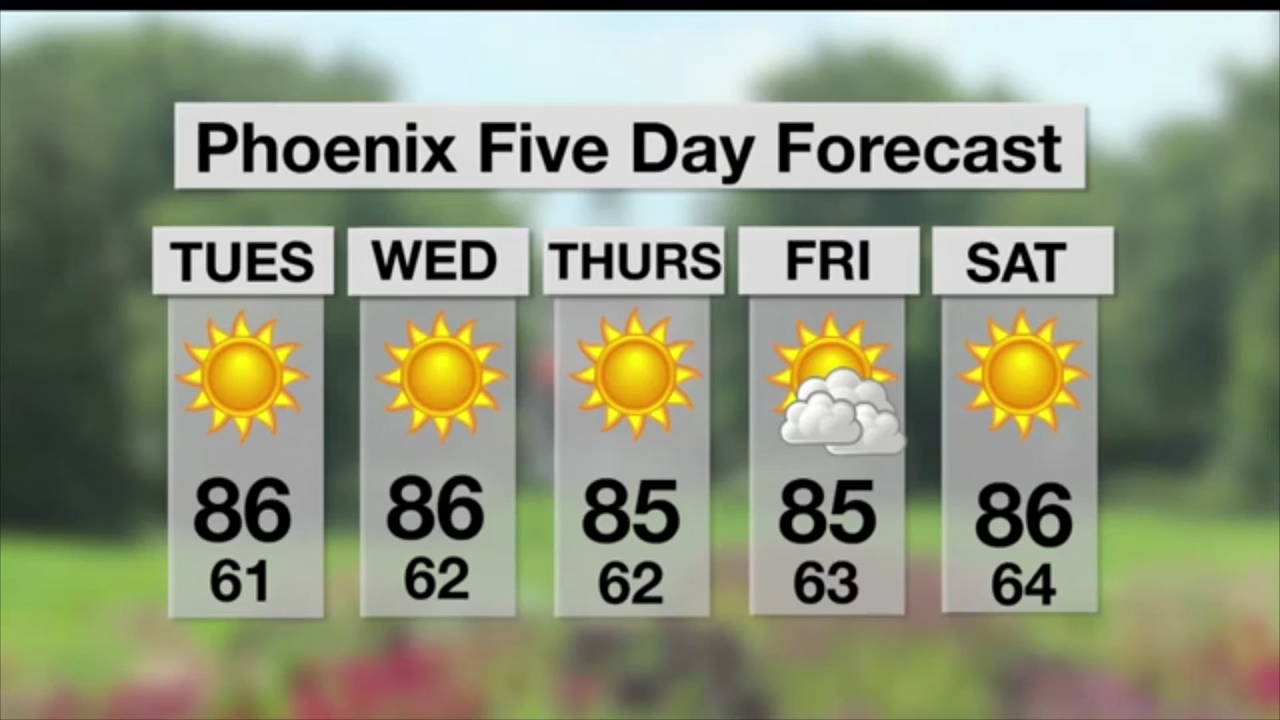 Phoenix Five Day Forecast
TUES WED THURS FRI SAT
86 86 85 85 86
61 62 62 63 64